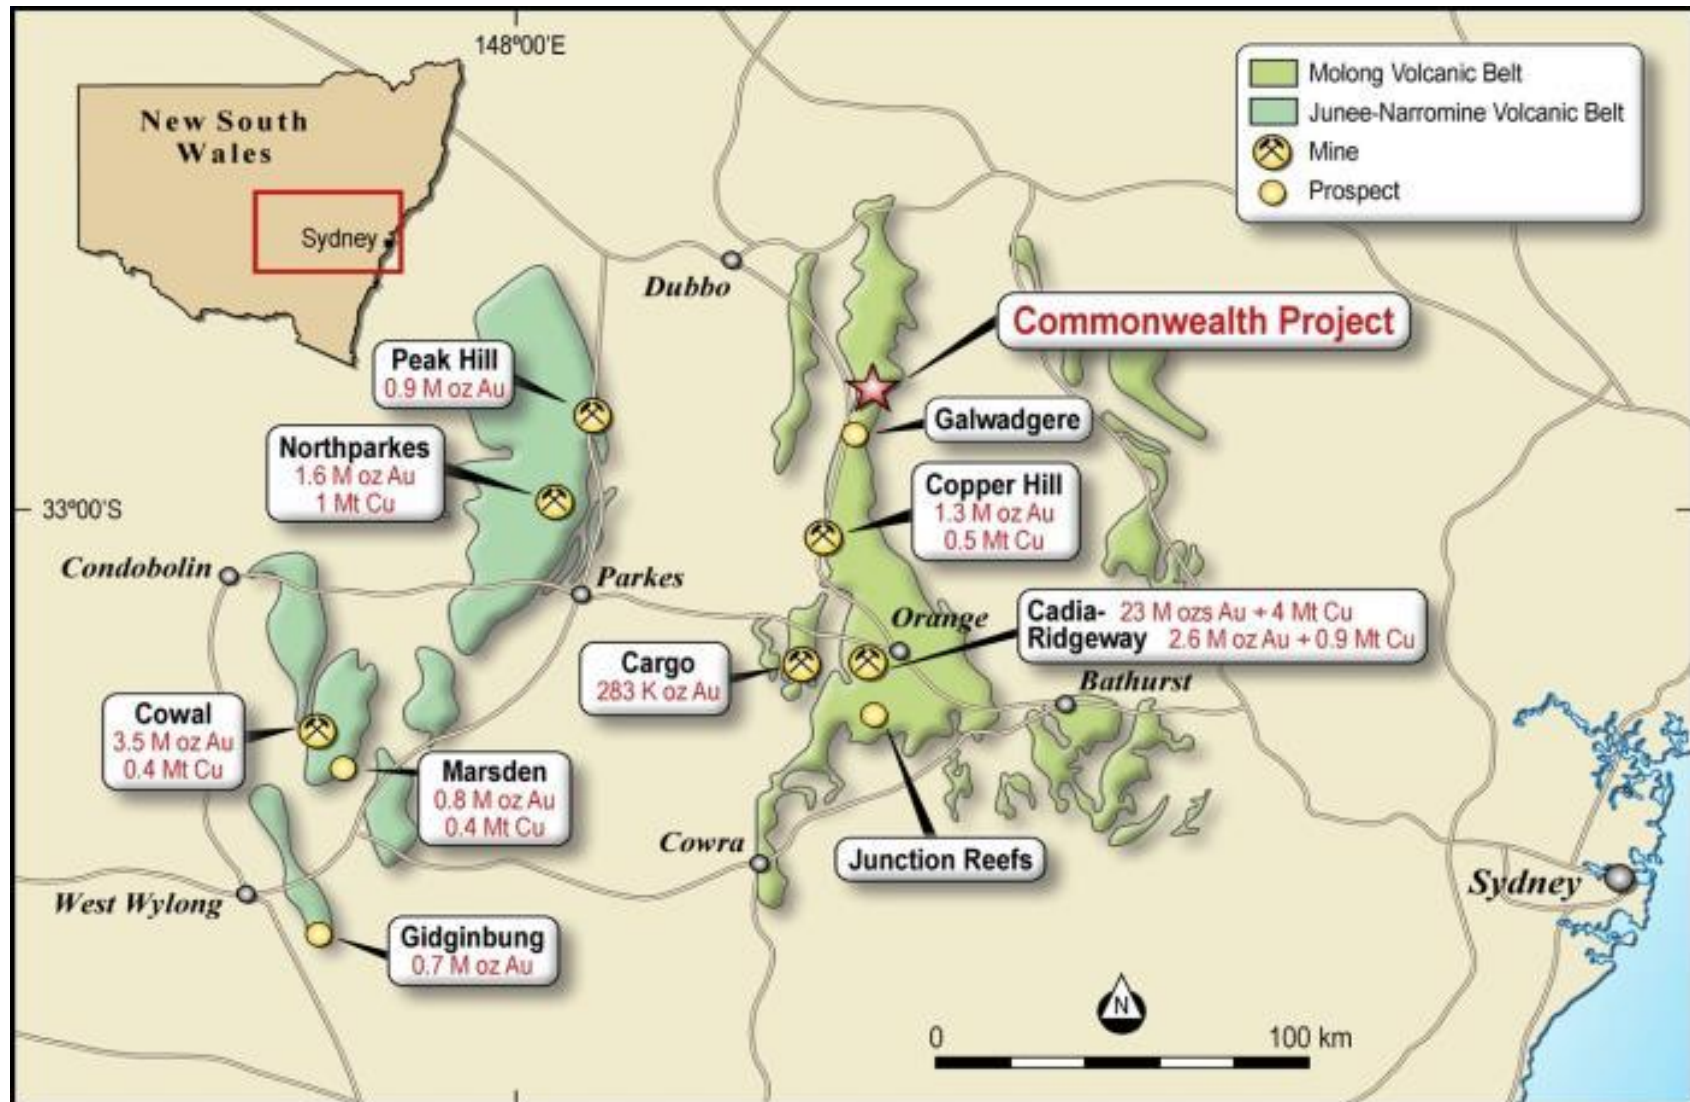 148º00'E
New South
Wales
Sydney
Molong Volcanic Belt
Junee-Narromine Volcanic Belt
Mine
Prospect
Dubbo
Commonwealth Project
Peak Hill
0.9 M oz Au
Northparkes
1.6 M oz Au
1 Mt Cu
Galwadgere
Copper Hill
1.3 M oz Au
0.5 Mt Cu
33º00'S
Condobolin
Parkes
Orange
Cadia- 23 M ozs Au + 4 Mt Cu
Ridgeway 2.6 M oz Au + 0.9 Mt Cu
Cargo
283 K oz Au
Bathurst
Cowal
3.5 M oz Au
0.4 Mt Cu
Marsden
0.8 M oz Au
0.4 Mt Cu
Cowra
Junction Reefs
Sydney
West Wylong
Gidginbung
0.7 M oz Au
N
0 100 km